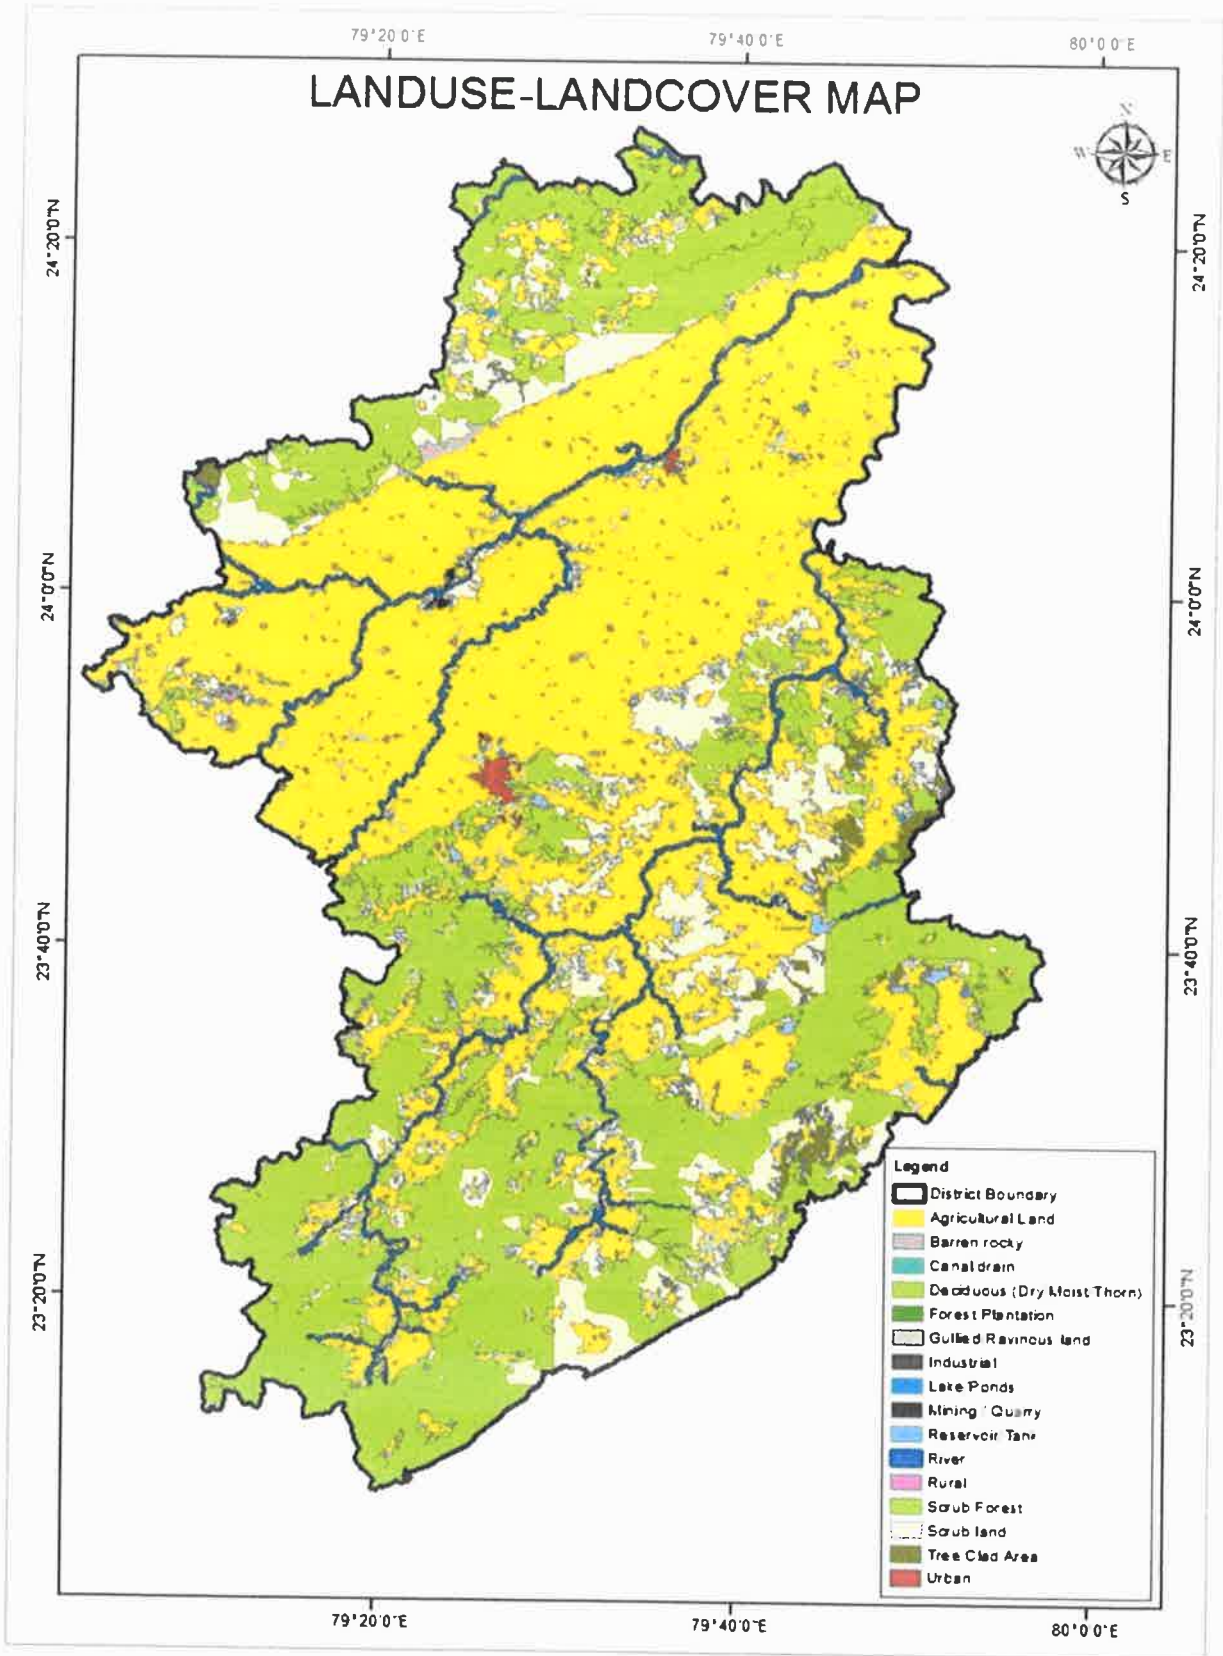 79°20'0"E 79°40'0"E 80°0'0"E
LANDUSE-LANDCOVER MAP
N
W E
S
24°20'0"N 24°20'0"N
24°0'0"N 24°0'0"N
23°40'0"N 23°40'0"N
23°20'0"N 23°20'0"N
Legend
District Boundary
Agricultural Land
Barren rocky
Canal drain
Deciduous (Dry Moist Thorn)
Forest Plantation
Gullied Ravinous land
Industrial
Lake Ponds
Mining / Quarry
Reservoir Tank
River
Rural
Scrub Forest
Scrub land
Tree Clad Area
Urban
79°20'0"E 79°40'0"E 80°0'0"E